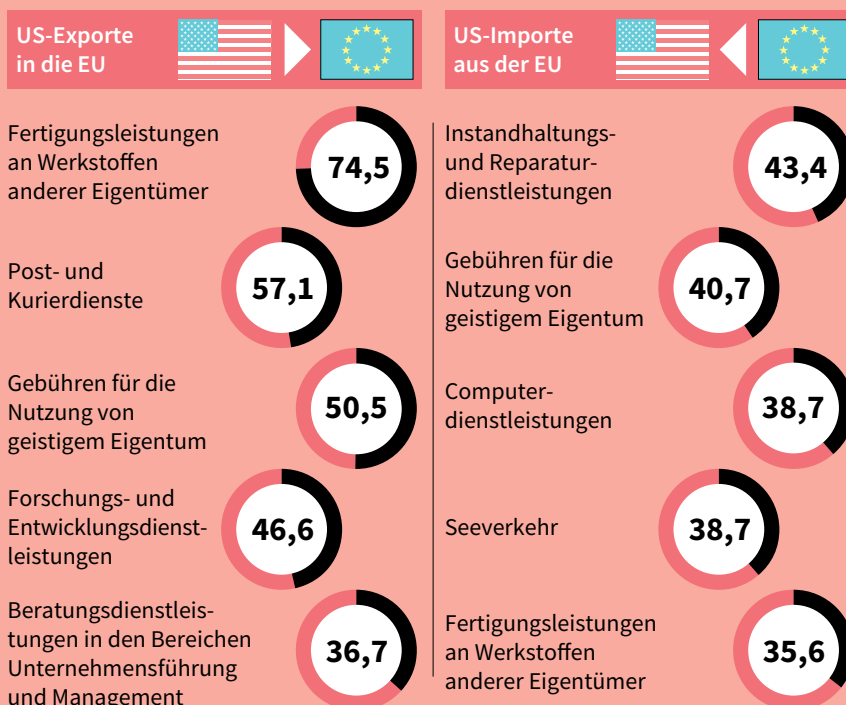 US-Exporte
in die EU
Fertigungsleistungen
an Werkstoffen
anderer Eigentümer
74,5
Post- und
Kurierdienste
57,1
Gebühren für die
Nutzung von
geistigem Eigentum
50,5
Forschungs- und
Entwicklungsdienst-
leistungen
46,6
Beratungsdienstleis-
tungen in den Bereichen
Unternehmensführung
und Management
36,7
US-Importe
aus der EU
Instandhaltungs-
und Reparatur-
dienstleistungen
43,4
Gebühren für die
Nutzung von
geistigem Eigentum
40,7
Computer-
dienstleistungen
38,7
Seeverkehr
38,7
Fertigungsleistungen
an Werkstoffen
anderer Eigentümer
35,6